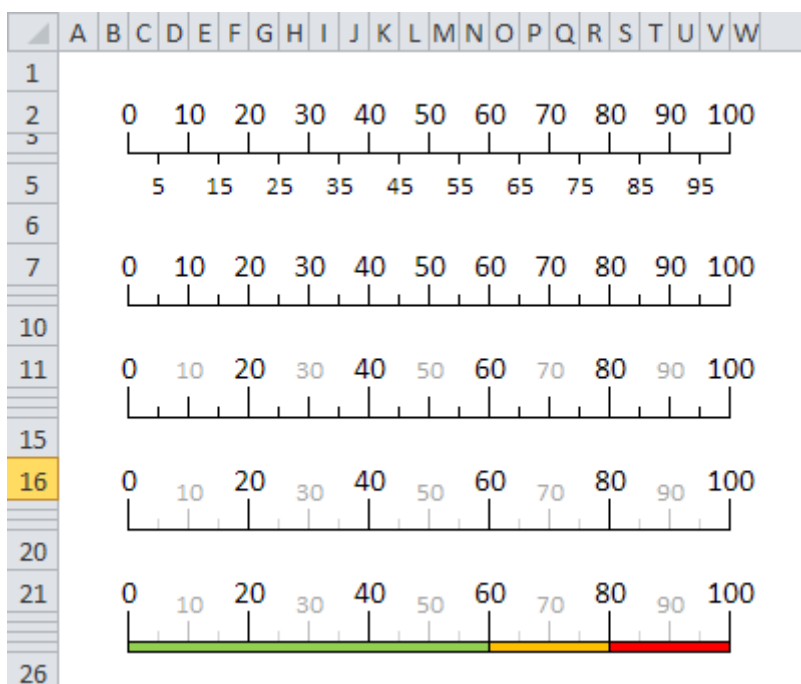 A B C D E F G H I J K L M N O P Q R S T U V W
1
2 0 10 20 30 40 50 60 70 80 90 100
3
5 5 15 25 35 45 55 65 75 85 95
6
7 0 10 20 30 40 50 60 70 80 90 100
10
11 0 10 20 30 40 50 60 70 80 90 100
15
16 0 10 20 30 40 50 60 70 80 90 100
20
21 0 10 20 30 40 50 60 70 80 90 100
26